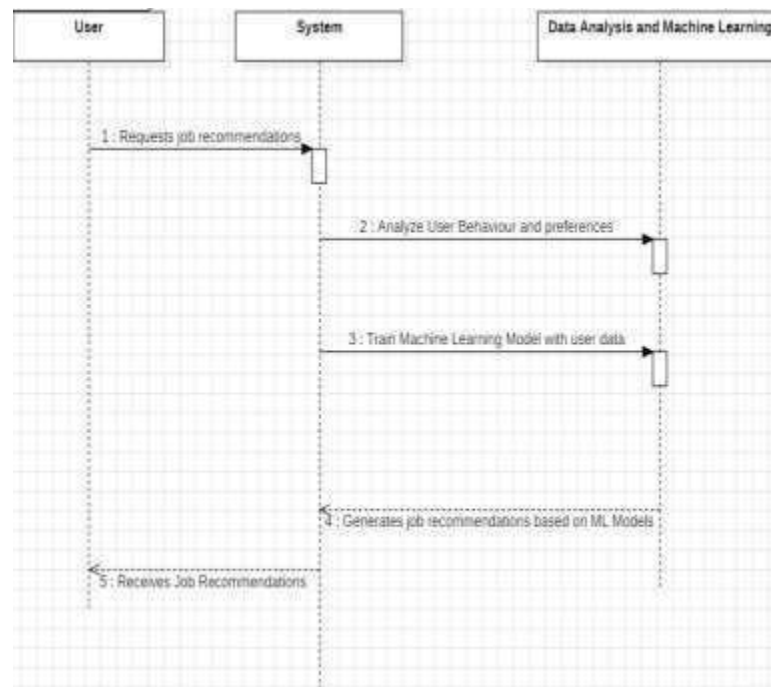 User
System
Data Analysis and Machine Learning
1 : Requests job recommendations
2 : Analyze User Behaviour and preferences
3 : Train Machine Learning Model with user data
4 : Generates job recommendations based on ML Models
5 : Receives Job Recommendations